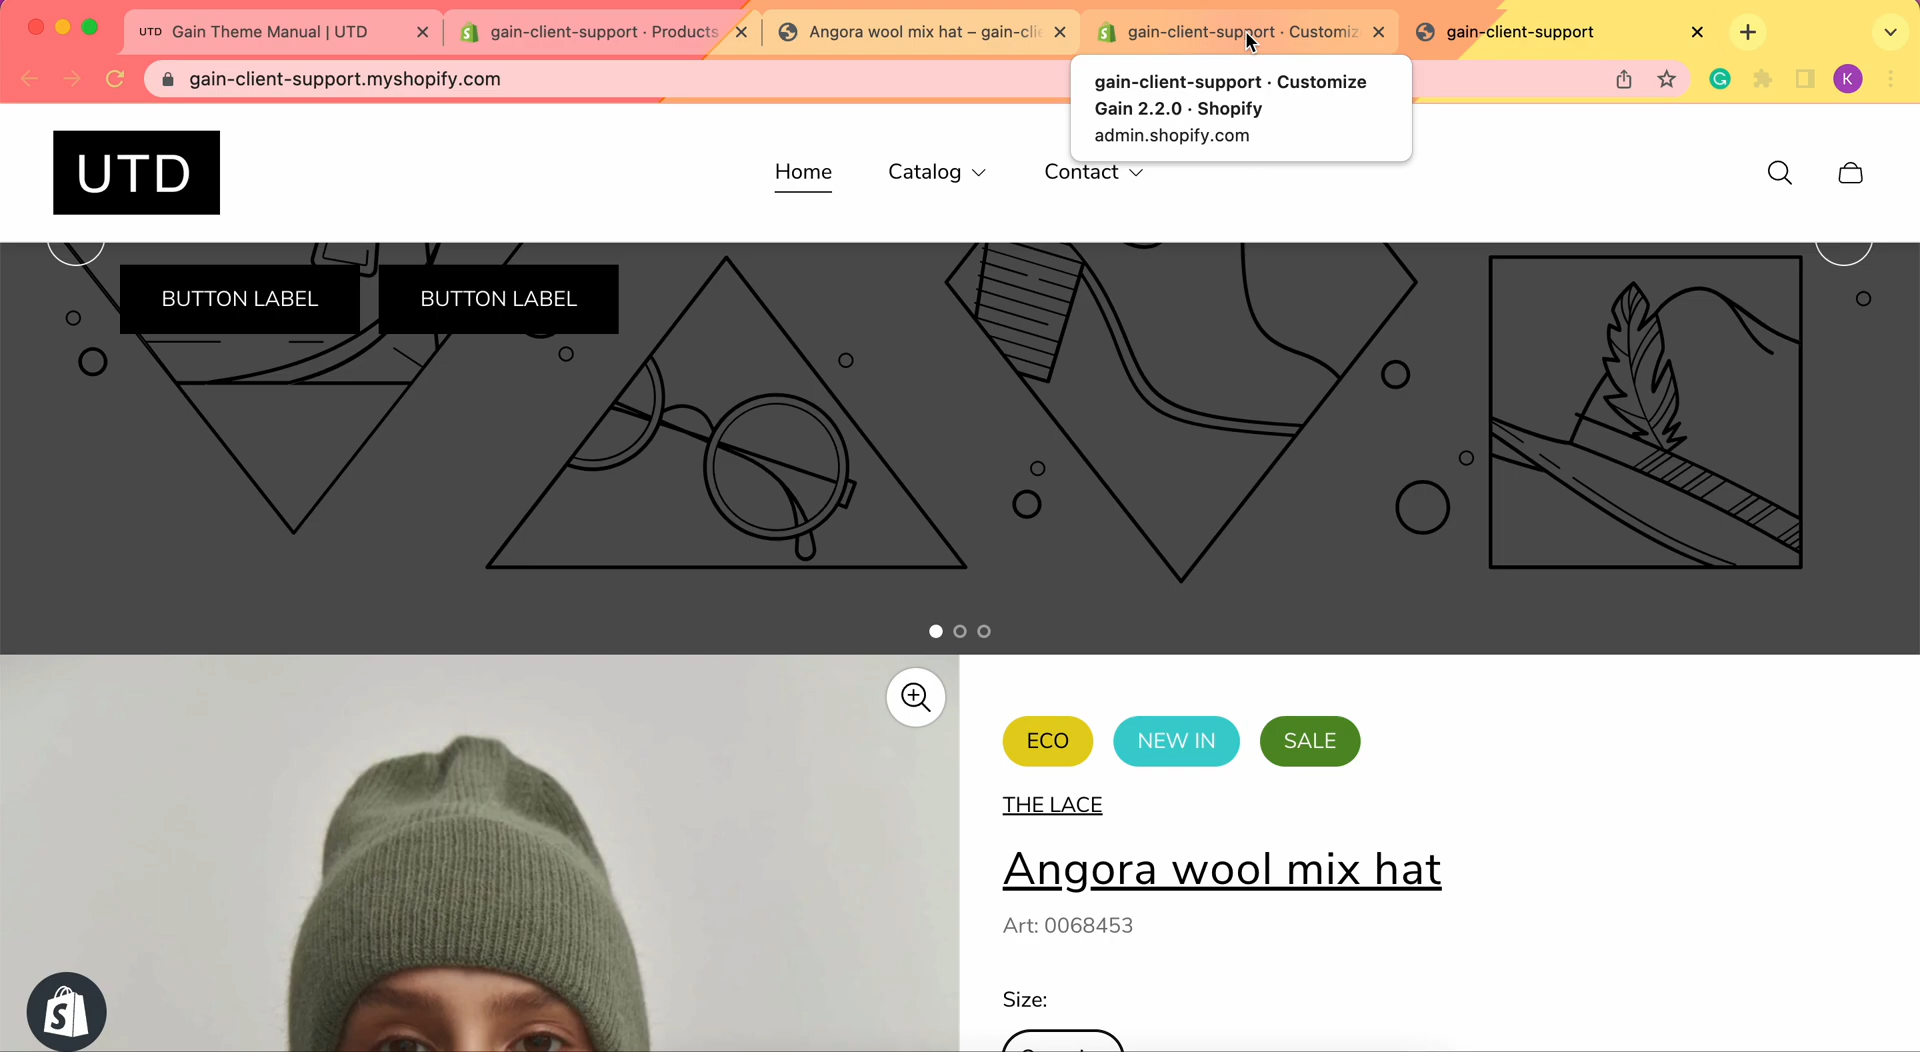 UTD Gain Theme Manual | UTD
gain-client-support · Products
Angora wool mix hat – gain-clie
gain-client-support · Customiz
gain-client-support
gain-client-support.myshopify.com
K
gain-client-support · Customize
Gain 2.2.0 · Shopify
admin.shopify.com
UTD
Home
Catalog
Contact
BUTTON LABEL
BUTTON LABEL
ECO
NEW IN
SALE
THE LACE
Angora wool mix hat
Art: 0068453
Size: